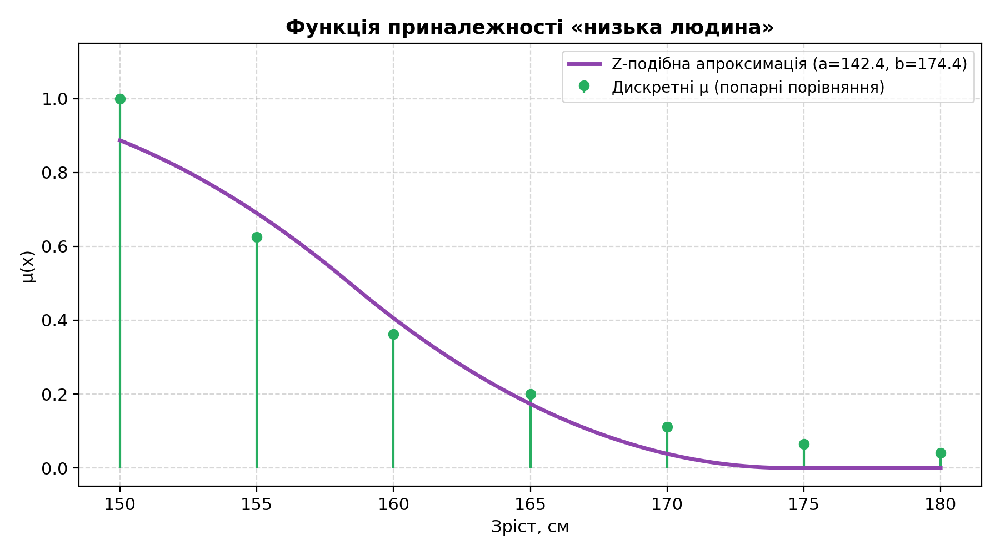 Функція приналежності «низька людина»
Z-подібна апроксимація (a=142.4, b=174.4)
Дискретні μ (попарні порівняння)
1.0
0.8
0.6
0.4
0.2
0.0
μ(x)
150 155 160 165 170 175 180
Зріст, см